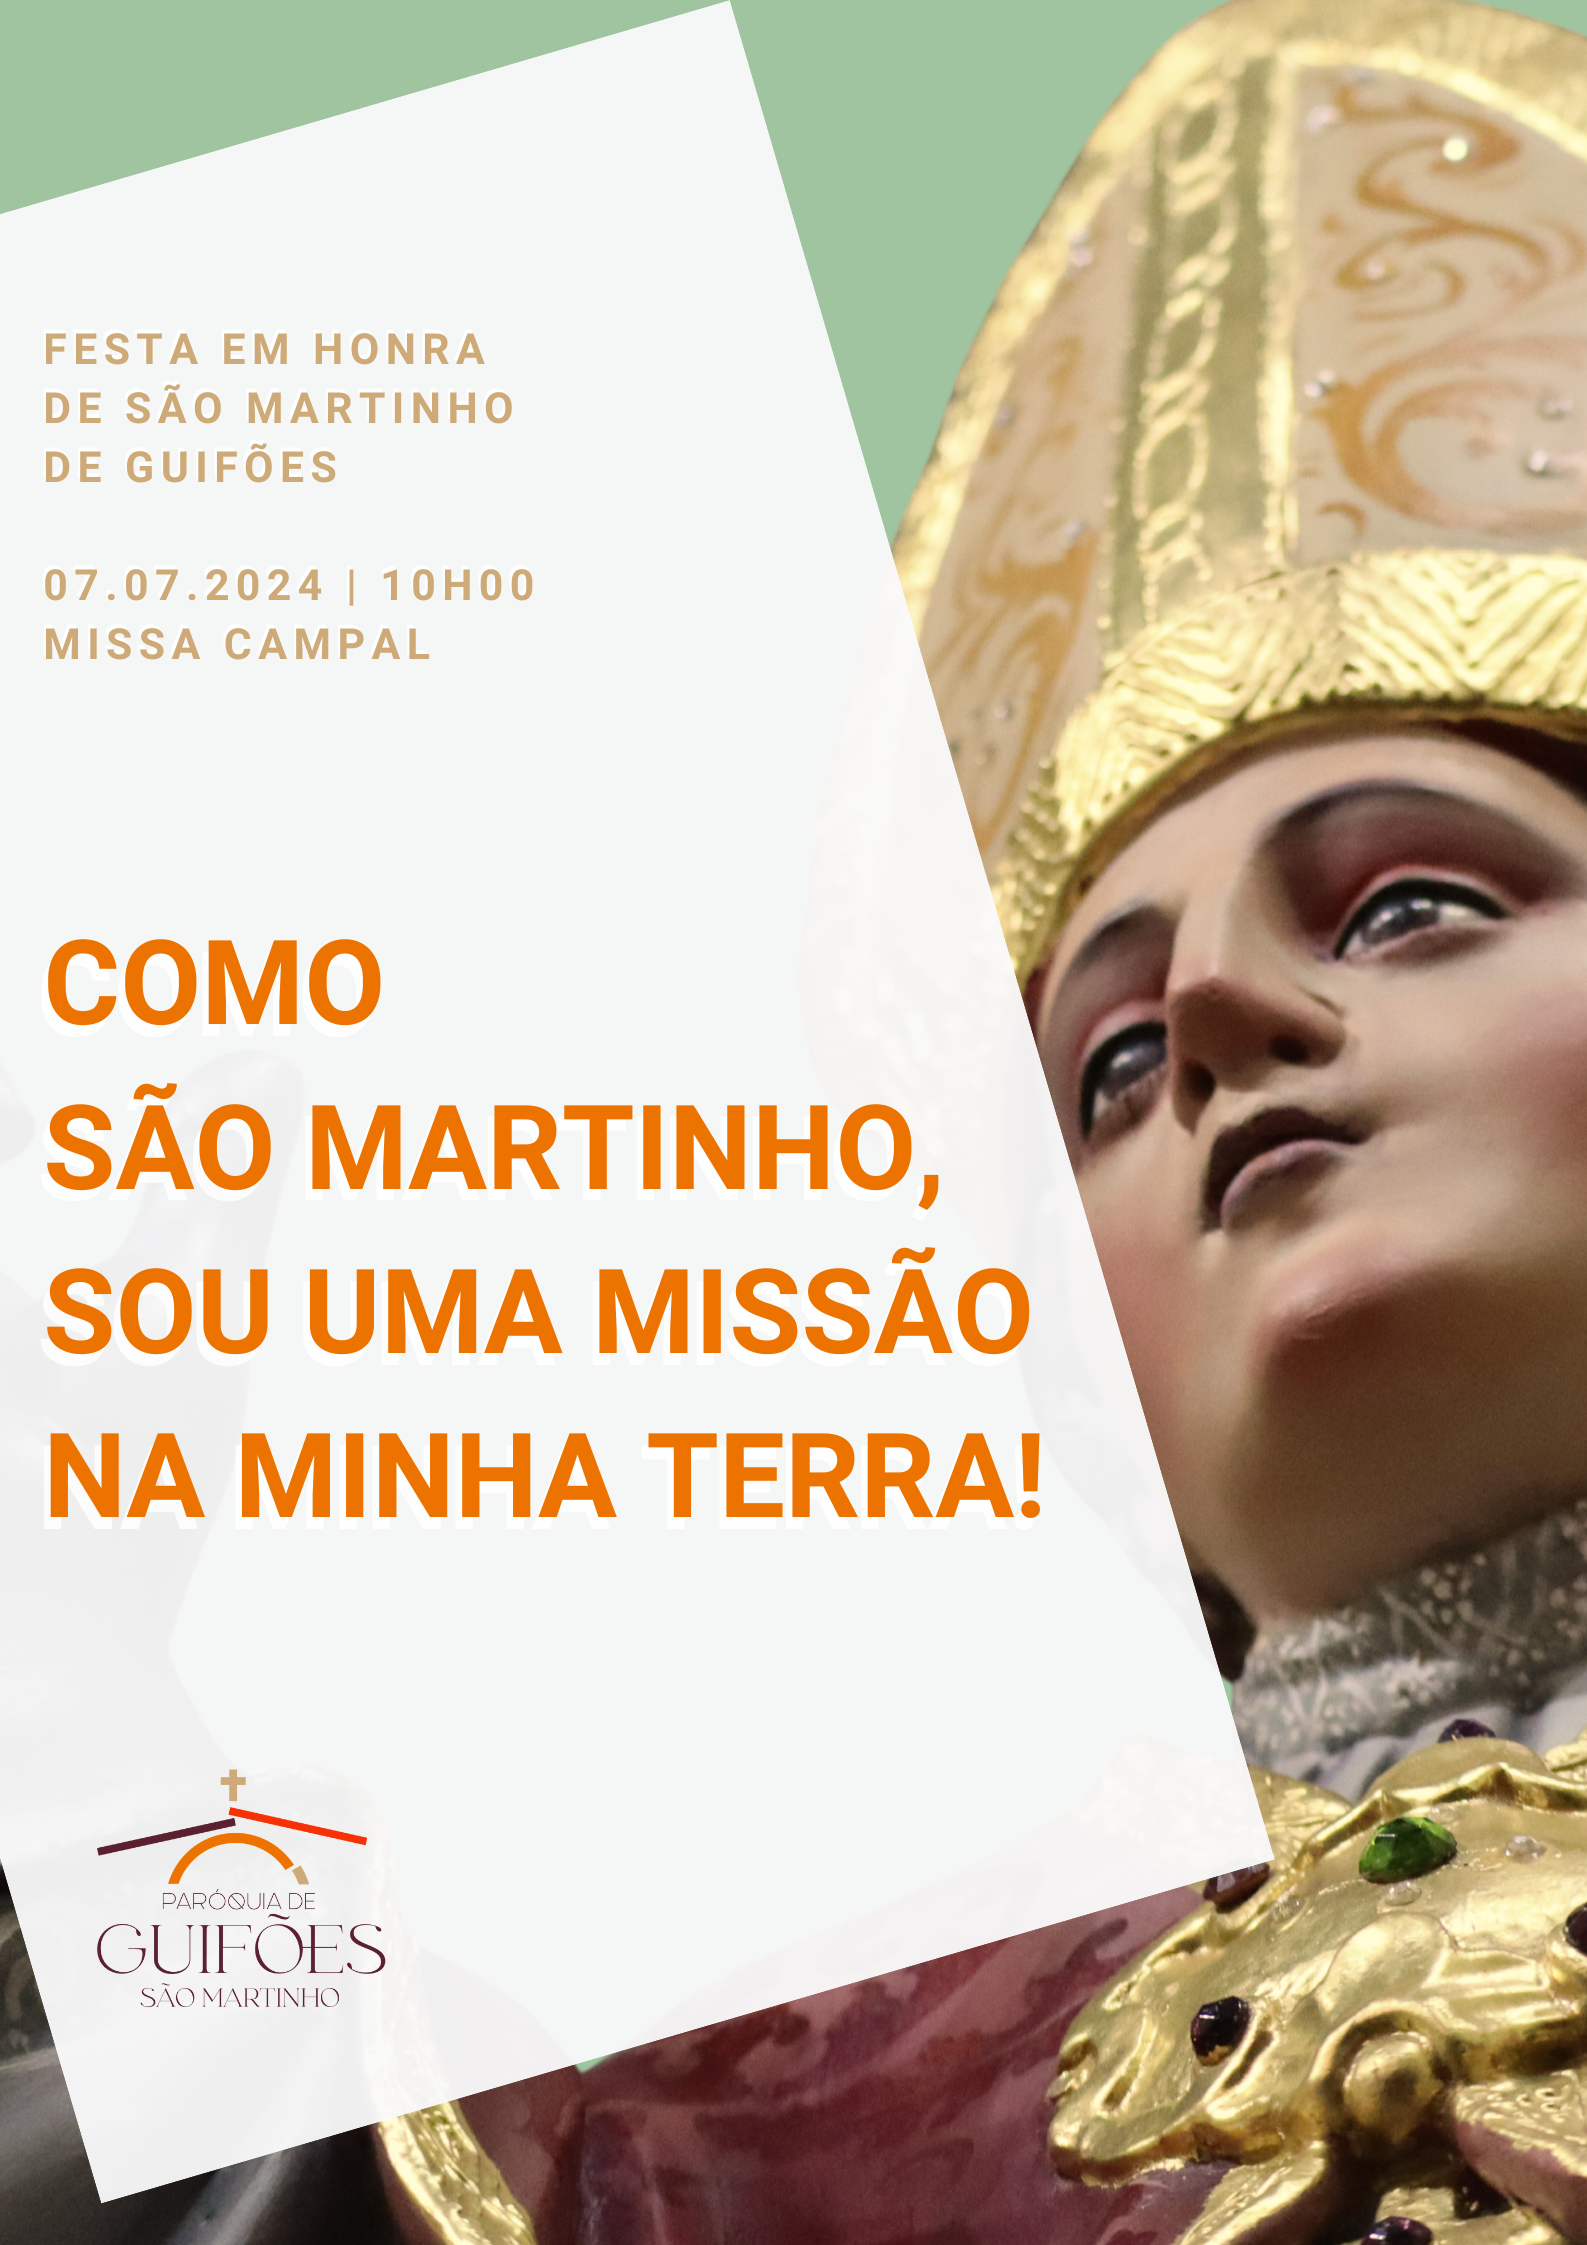 FESTA EM HONRA
DE SÃO MARTINHO
DE GUIFÕES
07.07.2024 | 10H00
MISSA CAMPAL
COMO
SÃO MARTINHO,
SOU UMA MISSÃO
NA MINHA TERRA!
PARÓQUIA DE
GUIFÕES
SÃO MARTINHO